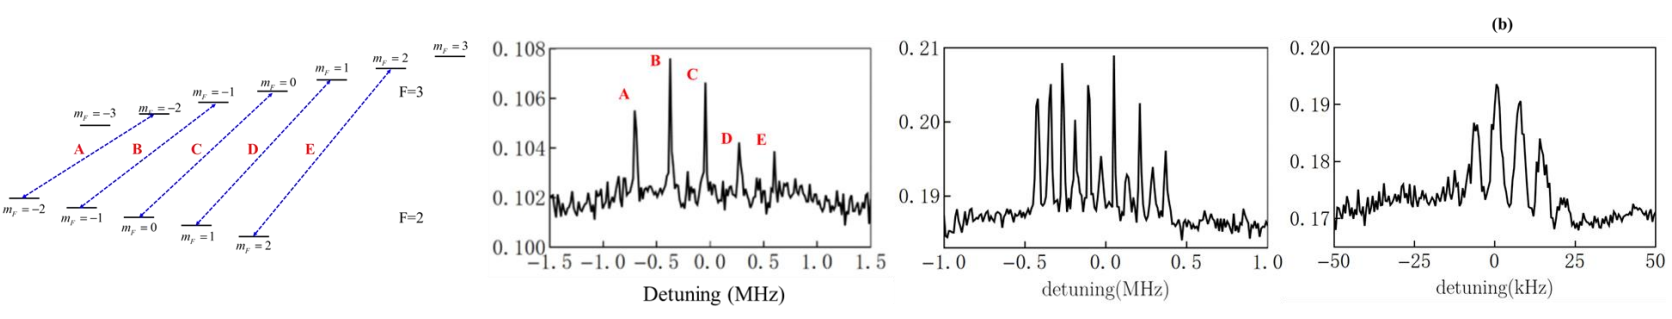 m_F = 3
m_F = 2
m_F = 1
m_F = 0
m_F = −1
m_F = −2
m_F = −3
F=3
A
B
C
D
E
m_F = −2
m_F = −1
m_F = 0
m_F = 1
m_F = 2
F=2
0.108
0.106
0.104
0.102
0.100
A
B
C
D
E
−1.5 −1.0 −0.5 0.0 0.5 1.0 1.5
Detuning (MHz)
0.21
0.20
0.19
−1.0 −0.5 0.0 0.5 1.0
detuning(MHz)
(b)
0.20
0.19
0.18
0.17
−50 −25 0 25 50
detuning(kHz)